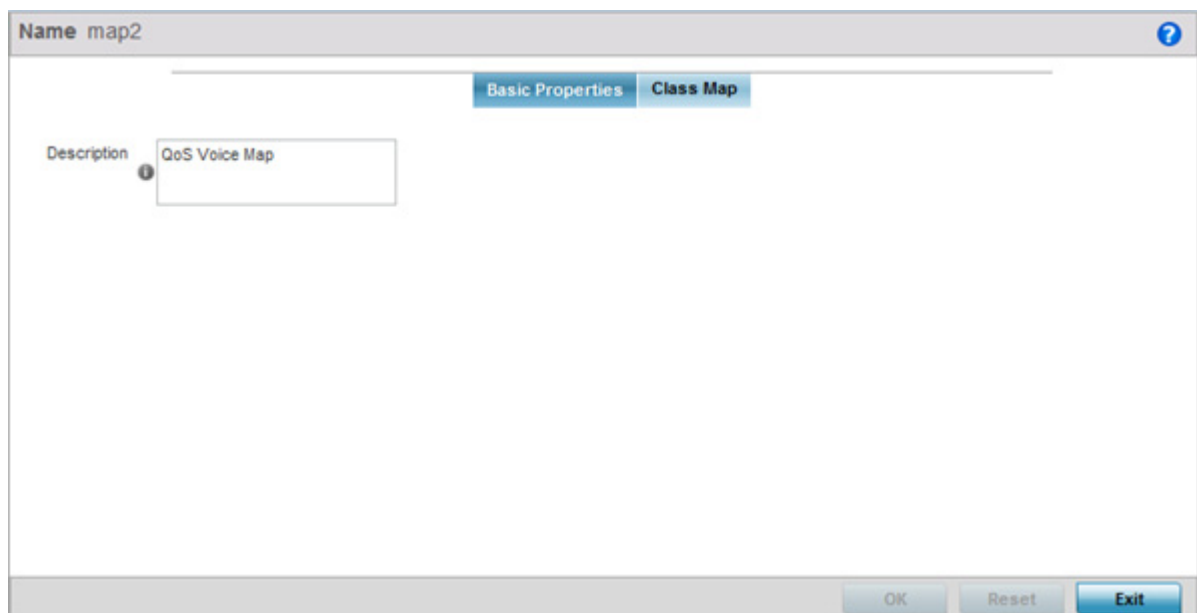 Name map2
?
Basic Properties Class Map
Description
i
QoS Voice Map
OK Reset Exit